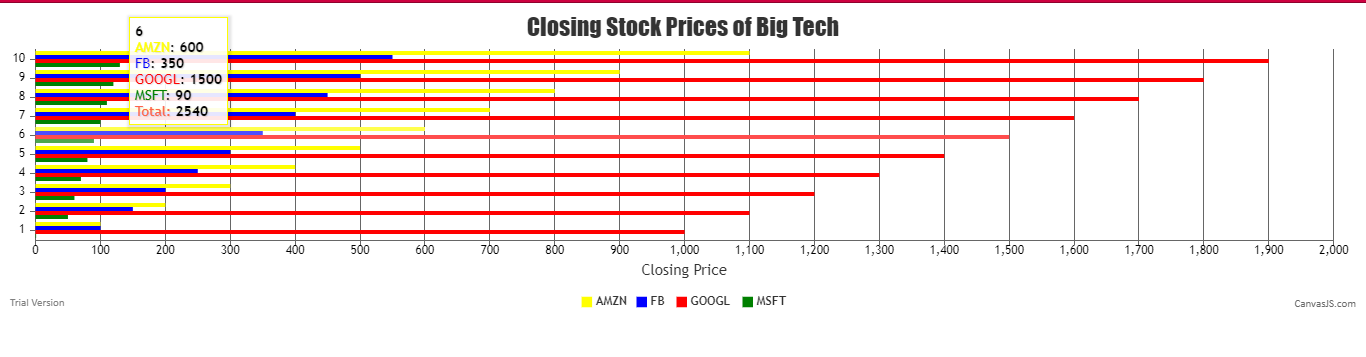 Closing Stock Prices of Big Tech
6
AMZN: 600
FB: 350
GOOGL: 1500
MSFT: 90
Total: 2540
10
9
8
7
6
5
4
3
2
1
0 100 200 300 400 500 600 700 800 900 1,000 1,100 1,200 1,300 1,400 1,500 1,600 1,700 1,800 1,900 2,000
Closing Price
AMZN FB GOOGL MSFT
Trial Version
CanvasJS.com